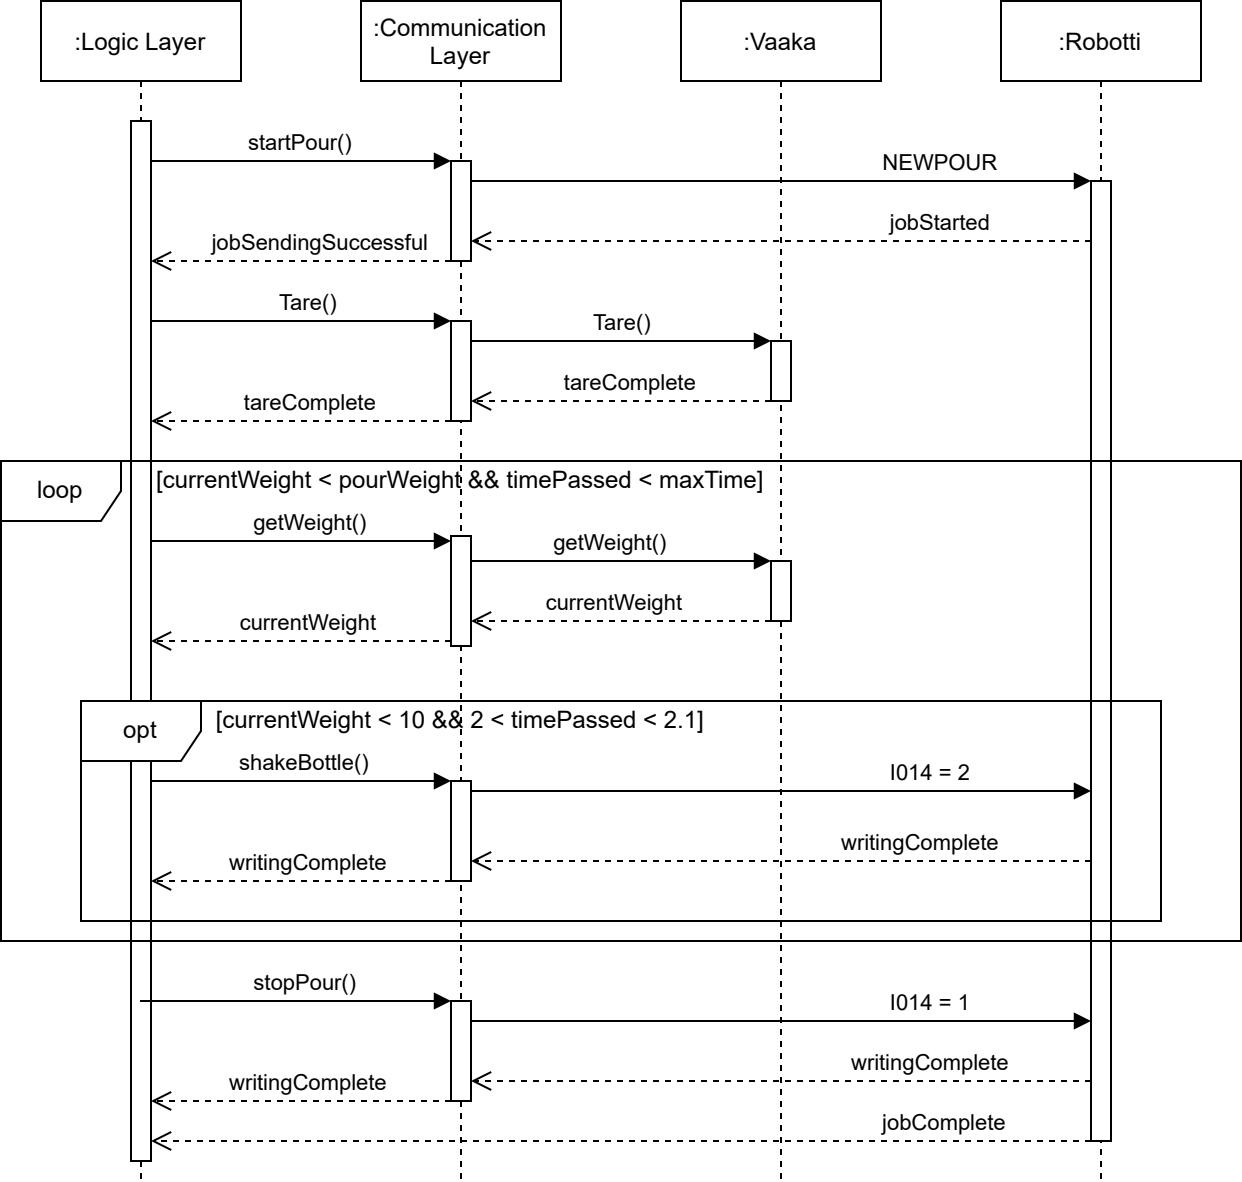 :Logic Layer
:Communication
Layer
:Vaaka
:Robotti
startPour()
NEWPOUR
jobStarted
jobSendingSuccessful
Tare()
Tare()
tareComplete
tareComplete
loop
[currentWeight < pourWeight && timePassed < maxTime]
getWeight()
getWeight()
currentWeight
currentWeight
opt
[currentWeight < 10 && 2 < timePassed < 2.1]
shakeBottle()
I014 = 2
writingComplete
writingComplete
stopPour()
I014 = 1
writingComplete
writingComplete
jobComplete